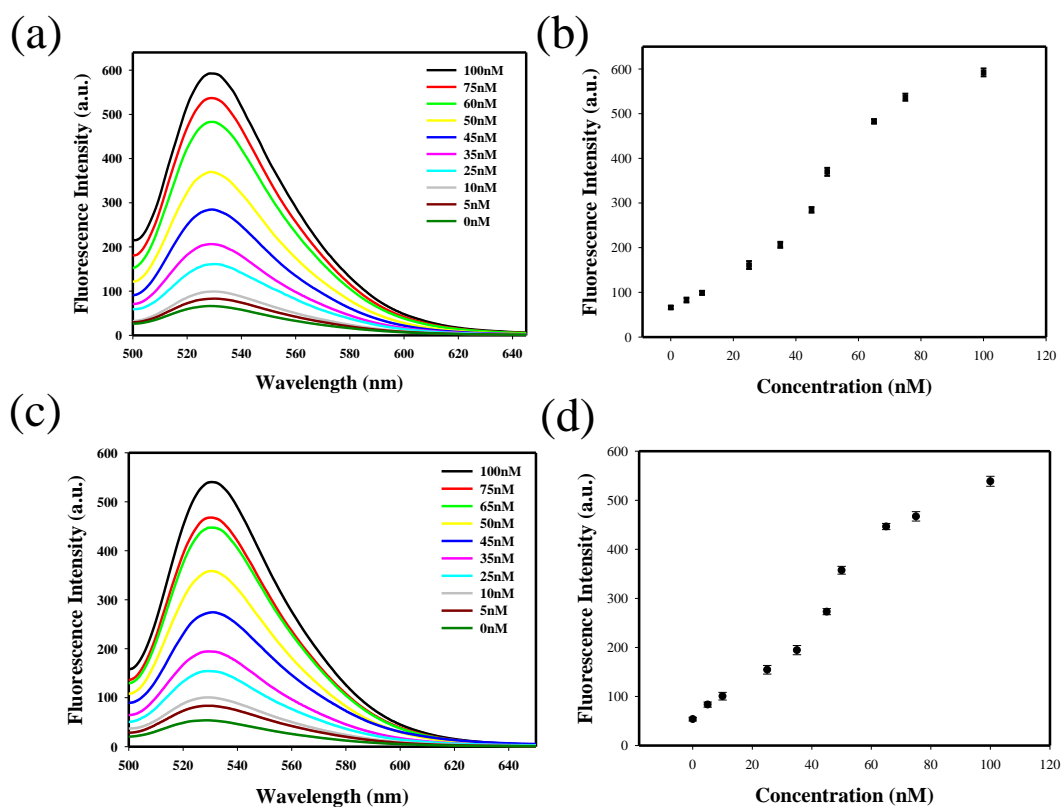 (a)
Fluorescence Intensity (a.u.)
600
500
400
300
200
100
0
500 520 540 560 580 600 620 640
Wavelength (nm)
100nM
75nM
60nM
50nM
45nM
35nM
25nM
10nM
5nM
0nM
(b)
Fluorescence Intensity (a.u.)
600
500
400
300
200
100
0
0 20 40 60 80 100 120
Concentration (nM)
(c)
Fluorescence Intensity (a.u.)
600
500
400
300
200
100
0
500 520 540 560 580 600 620 640
Wavelength (nm)
100nM
75nM
65nM
50nM
45nM
35nM
25nM
10nM
5nM
0nM
(d)
Fluorescence Intensity (a.u.)
600
500
400
300
200
100
0
0 20 40 60 80 100 120
Concentration (nM)